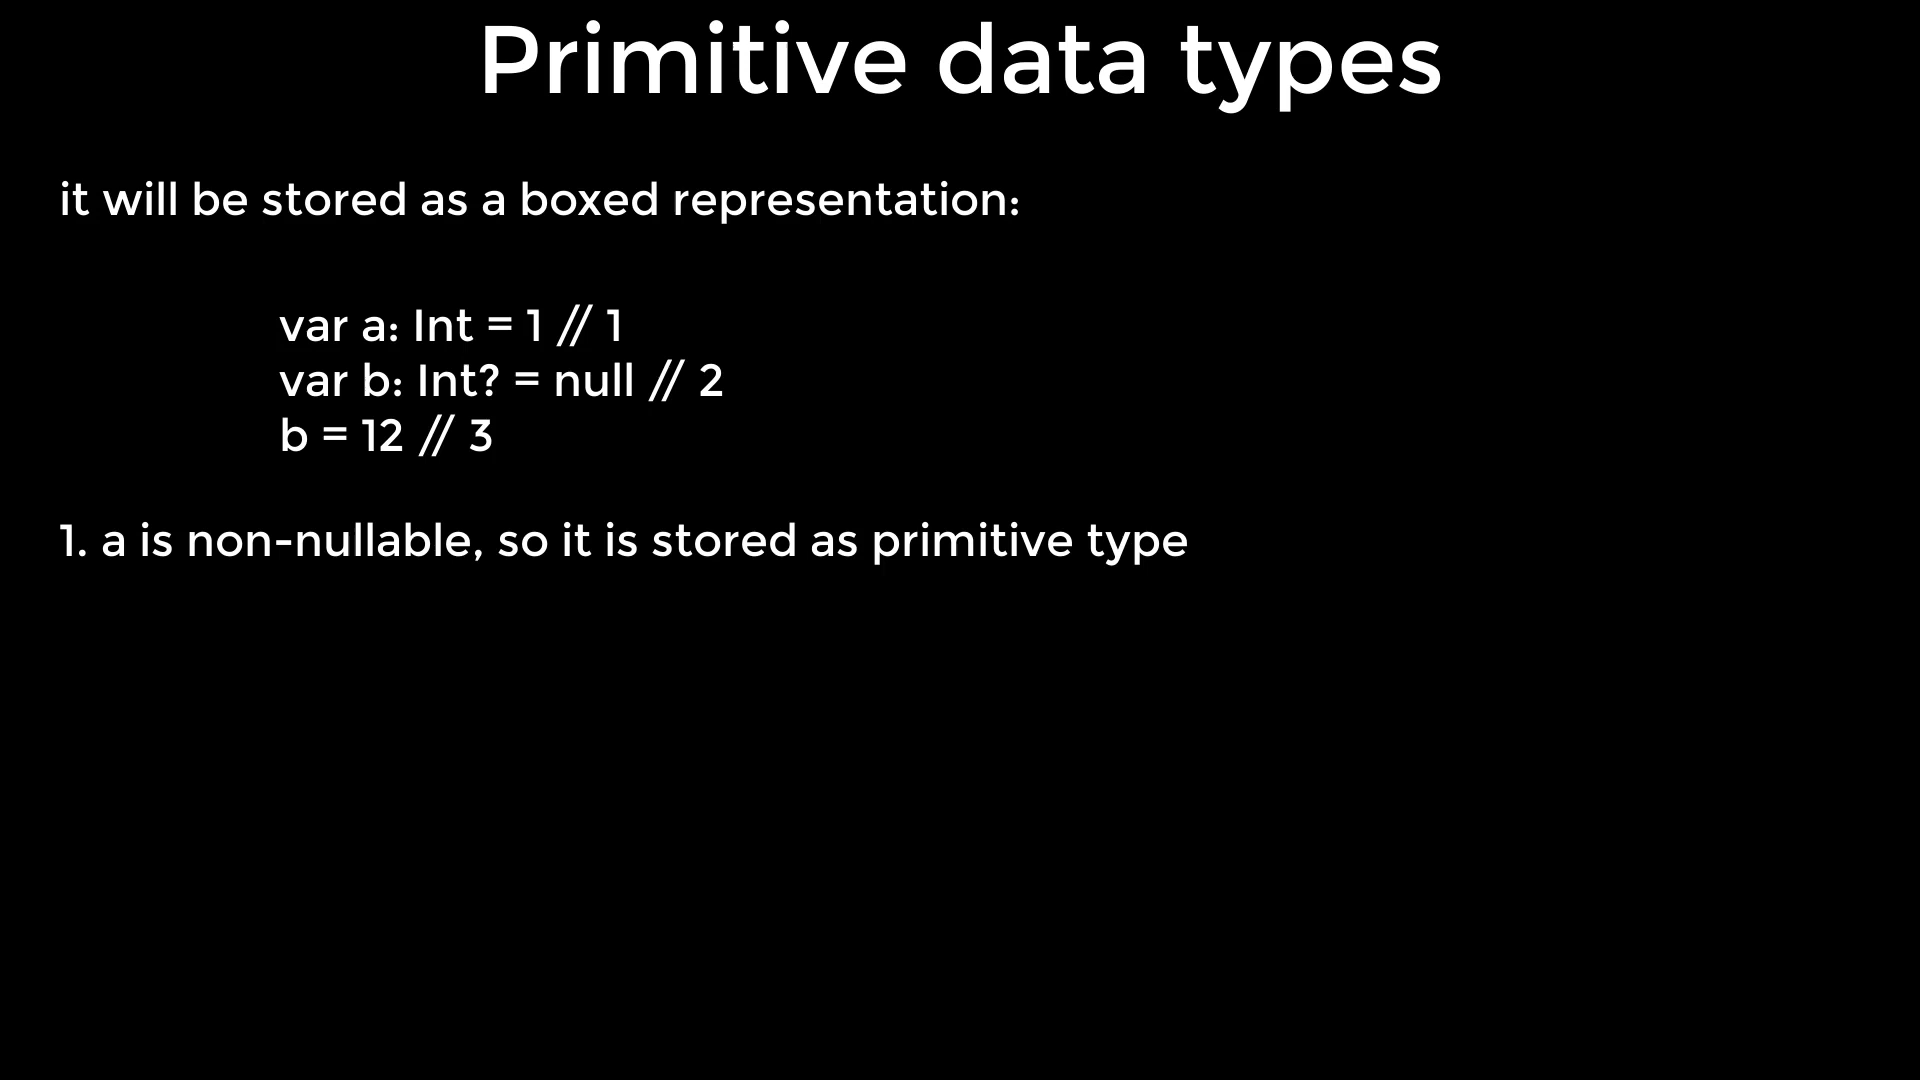 Primitive data types
it will be stored as a boxed representation:
var a: Int = 1 // 1
var b: Int? = null // 2
b = 12 // 3
1. a is non-nullable, so it is stored as primitive type